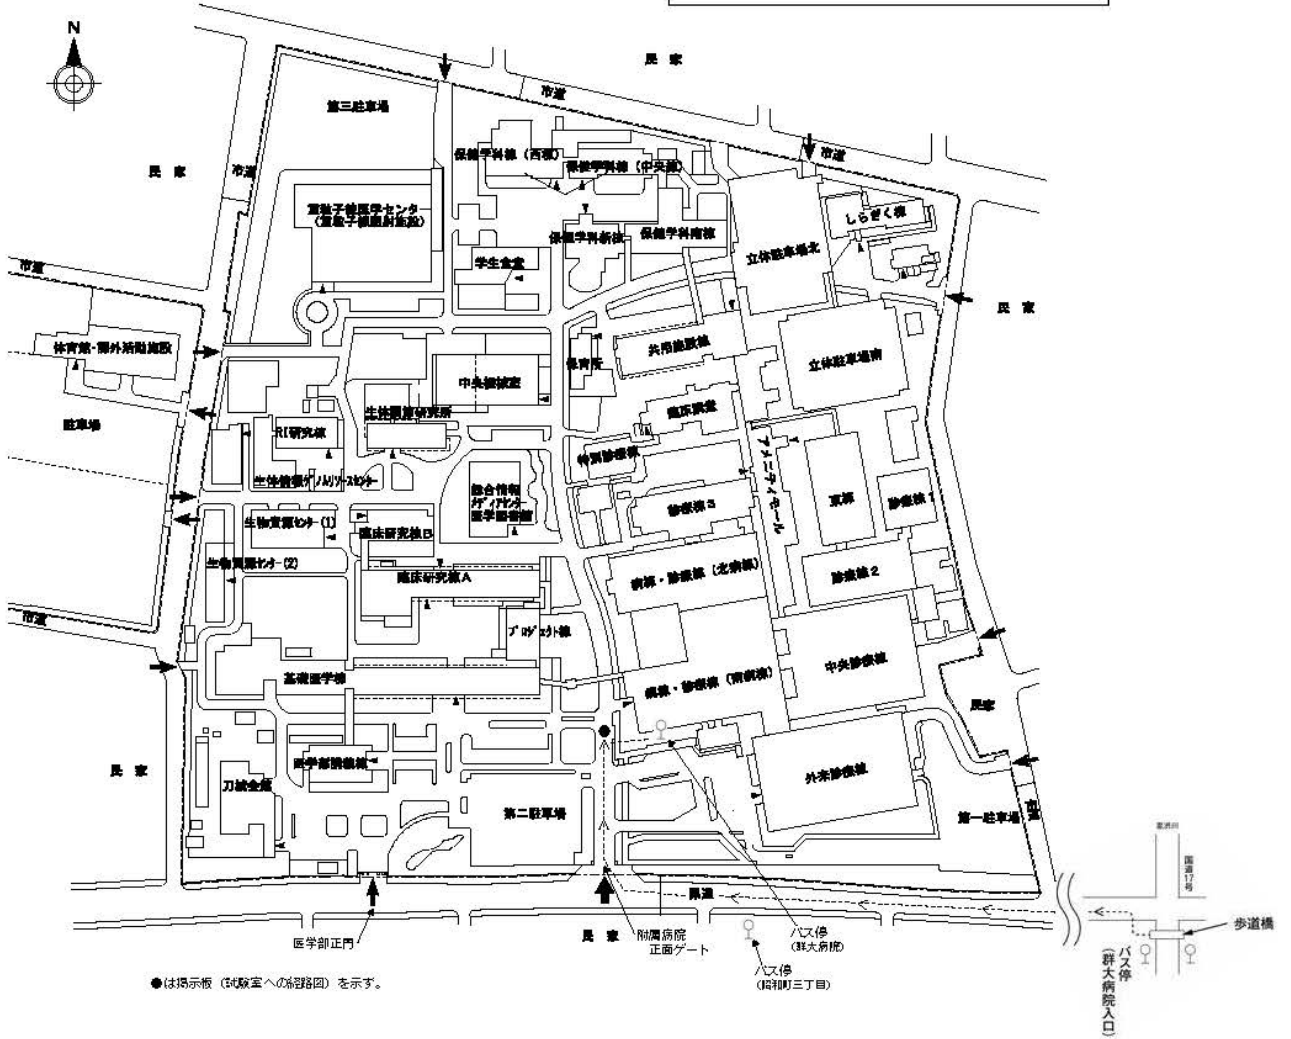 N
民家
市道
第三駐車場
市道
民家
市道
保健学科棟（西棟）
保健学科棟（中央棟）
重粒子線医学センター
（重粒子線照射施設）
しらぎく棟
保健学科新棟
保健学科南棟
立体駐車場北
学生食堂
市道
民家
体育館・課外活動施設
共用施設棟
保育所
立体駐車場南
中央機械室
生体調節研究所
臨床講堂
駐車場
RI研究棟
アメニティモール
特別診療棟
生体情報ゲノムリソースセンター
総合情報
メディアセンター
医学図書館
東棟
診療棟1
診療棟3
生物資源センター(1)
臨床研究棟B
生物資源センター(2)
臨床研究棟A
病棟・診療棟（北病棟）
診療棟2
市道
プロジェクト棟
中央診療棟
基礎医学棟
病棟・診療棟（南病棟）
民家
民家
医学部講義棟
外来診療棟
刀城会館
第二駐車場
第一駐車場
市道
国道17号
県道
歩道橋
民家
附属病院
正面ゲート
バス停
(群大病院)
医学部正門
バス停
(昭和町三丁目)
バス停
(群大病院入口)
●は掲示板（試験室への経路図）を示す。